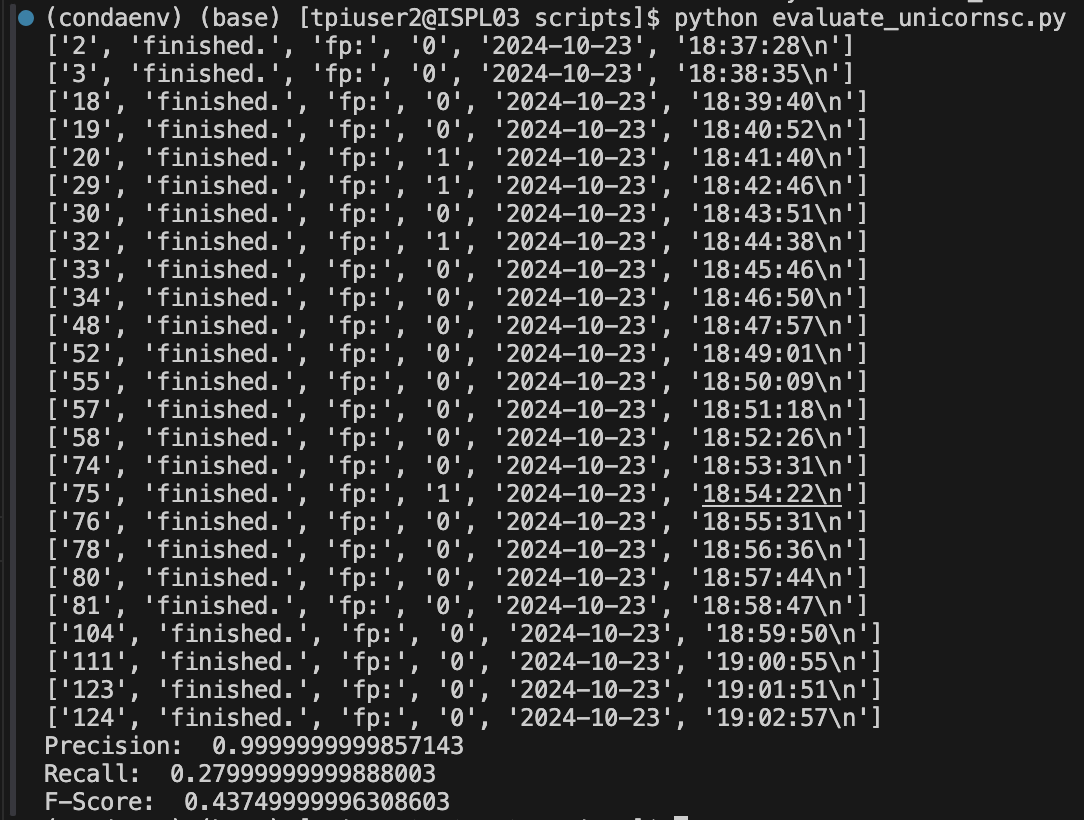 (condaenv) (base) [tpiuser2@ISPL03 scripts]$ python evaluate_unicornsc.py
['2', 'finished.', 'fp:', '0', '2024-10-23', '18:37:28\n']
['3', 'finished.', 'fp:', '0', '2024-10-23', '18:38:35\n']
['18', 'finished.', 'fp:', '0', '2024-10-23', '18:39:40\n']
['19', 'finished.', 'fp:', '0', '2024-10-23', '18:40:52\n']
['20', 'finished.', 'fp:', '1', '2024-10-23', '18:41:40\n']
['29', 'finished.', 'fp:', '1', '2024-10-23', '18:42:46\n']
['30', 'finished.', 'fp:', '0', '2024-10-23', '18:43:51\n']
['32', 'finished.', 'fp:', '1', '2024-10-23', '18:44:38\n']
['33', 'finished.', 'fp:', '0', '2024-10-23', '18:45:46\n']
['34', 'finished.', 'fp:', '0', '2024-10-23', '18:46:50\n']
['48', 'finished.', 'fp:', '0', '2024-10-23', '18:47:57\n']
['52', 'finished.', 'fp:', '0', '2024-10-23', '18:49:01\n']
['55', 'finished.', 'fp:', '0', '2024-10-23', '18:50:09\n']
['57', 'finished.', 'fp:', '0', '2024-10-23', '18:51:18\n']
['58', 'finished.', 'fp:', '0', '2024-10-23', '18:52:26\n']
['74', 'finished.', 'fp:', '0', '2024-10-23', '18:53:31\n']
['75', 'finished.', 'fp:', '1', '2024-10-23', '18:54:22\n']
['76', 'finished.', 'fp:', '0', '2024-10-23', '18:55:31\n']
['78', 'finished.', 'fp:', '0', '2024-10-23', '18:56:36\n']
['80', 'finished.', 'fp:', '0', '2024-10-23', '18:57:44\n']
['81', 'finished.', 'fp:', '0', '2024-10-23', '18:58:47\n']
['104', 'finished.', 'fp:', '0', '2024-10-23', '18:59:50\n']
['111', 'finished.', 'fp:', '0', '2024-10-23', '19:00:55\n']
['123', 'finished.', 'fp:', '0', '2024-10-23', '19:01:51\n']
['124', 'finished.', 'fp:', '0', '2024-10-23', '19:02:57\n']
Precision:  0.9999999999857143
Recall:  0.27999999999888003
F-Score:  0.43749999996308603